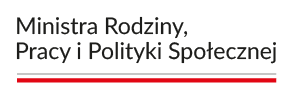 Ministra Rodziny,
Pracy i Polityki Społecznej